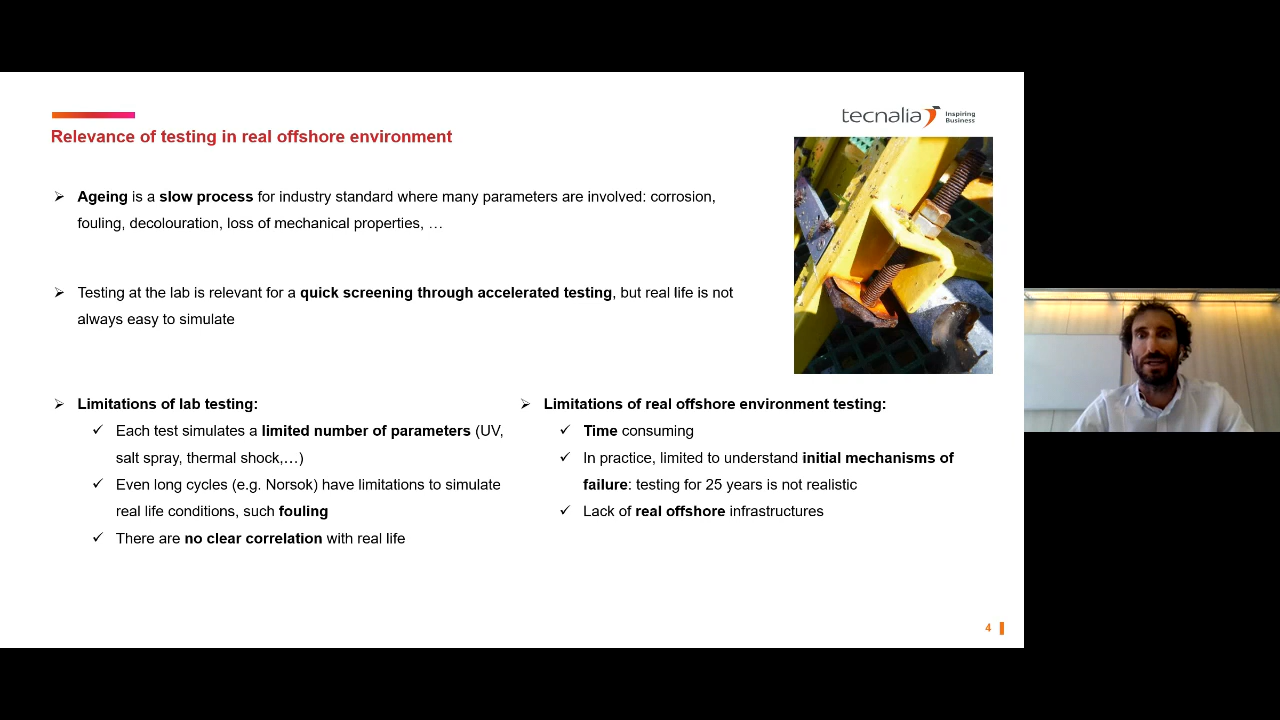 tecnalia Inspiring
Business
Relevance of testing in real offshore environment
Ageing is a slow process for industry standard where many parameters are involved: corrosion,
fouling, decolouration, loss of mechanical properties, …
Testing at the lab is relevant for a quick screening through accelerated testing, but real life is not
always easy to simulate
Limitations of lab testing:
Each test simulates a limited number of parameters (UV,
salt spray, thermal shock,…)
Even long cycles (e.g. Norsok) have limitations to simulate
real life conditions, such fouling
There are no clear correlation with real life
Limitations of real offshore environment testing:
Time consuming
In practice, limited to understand initial mechanisms of
failure: testing for 25 years is not realistic
Lack of real offshore infrastructures
4